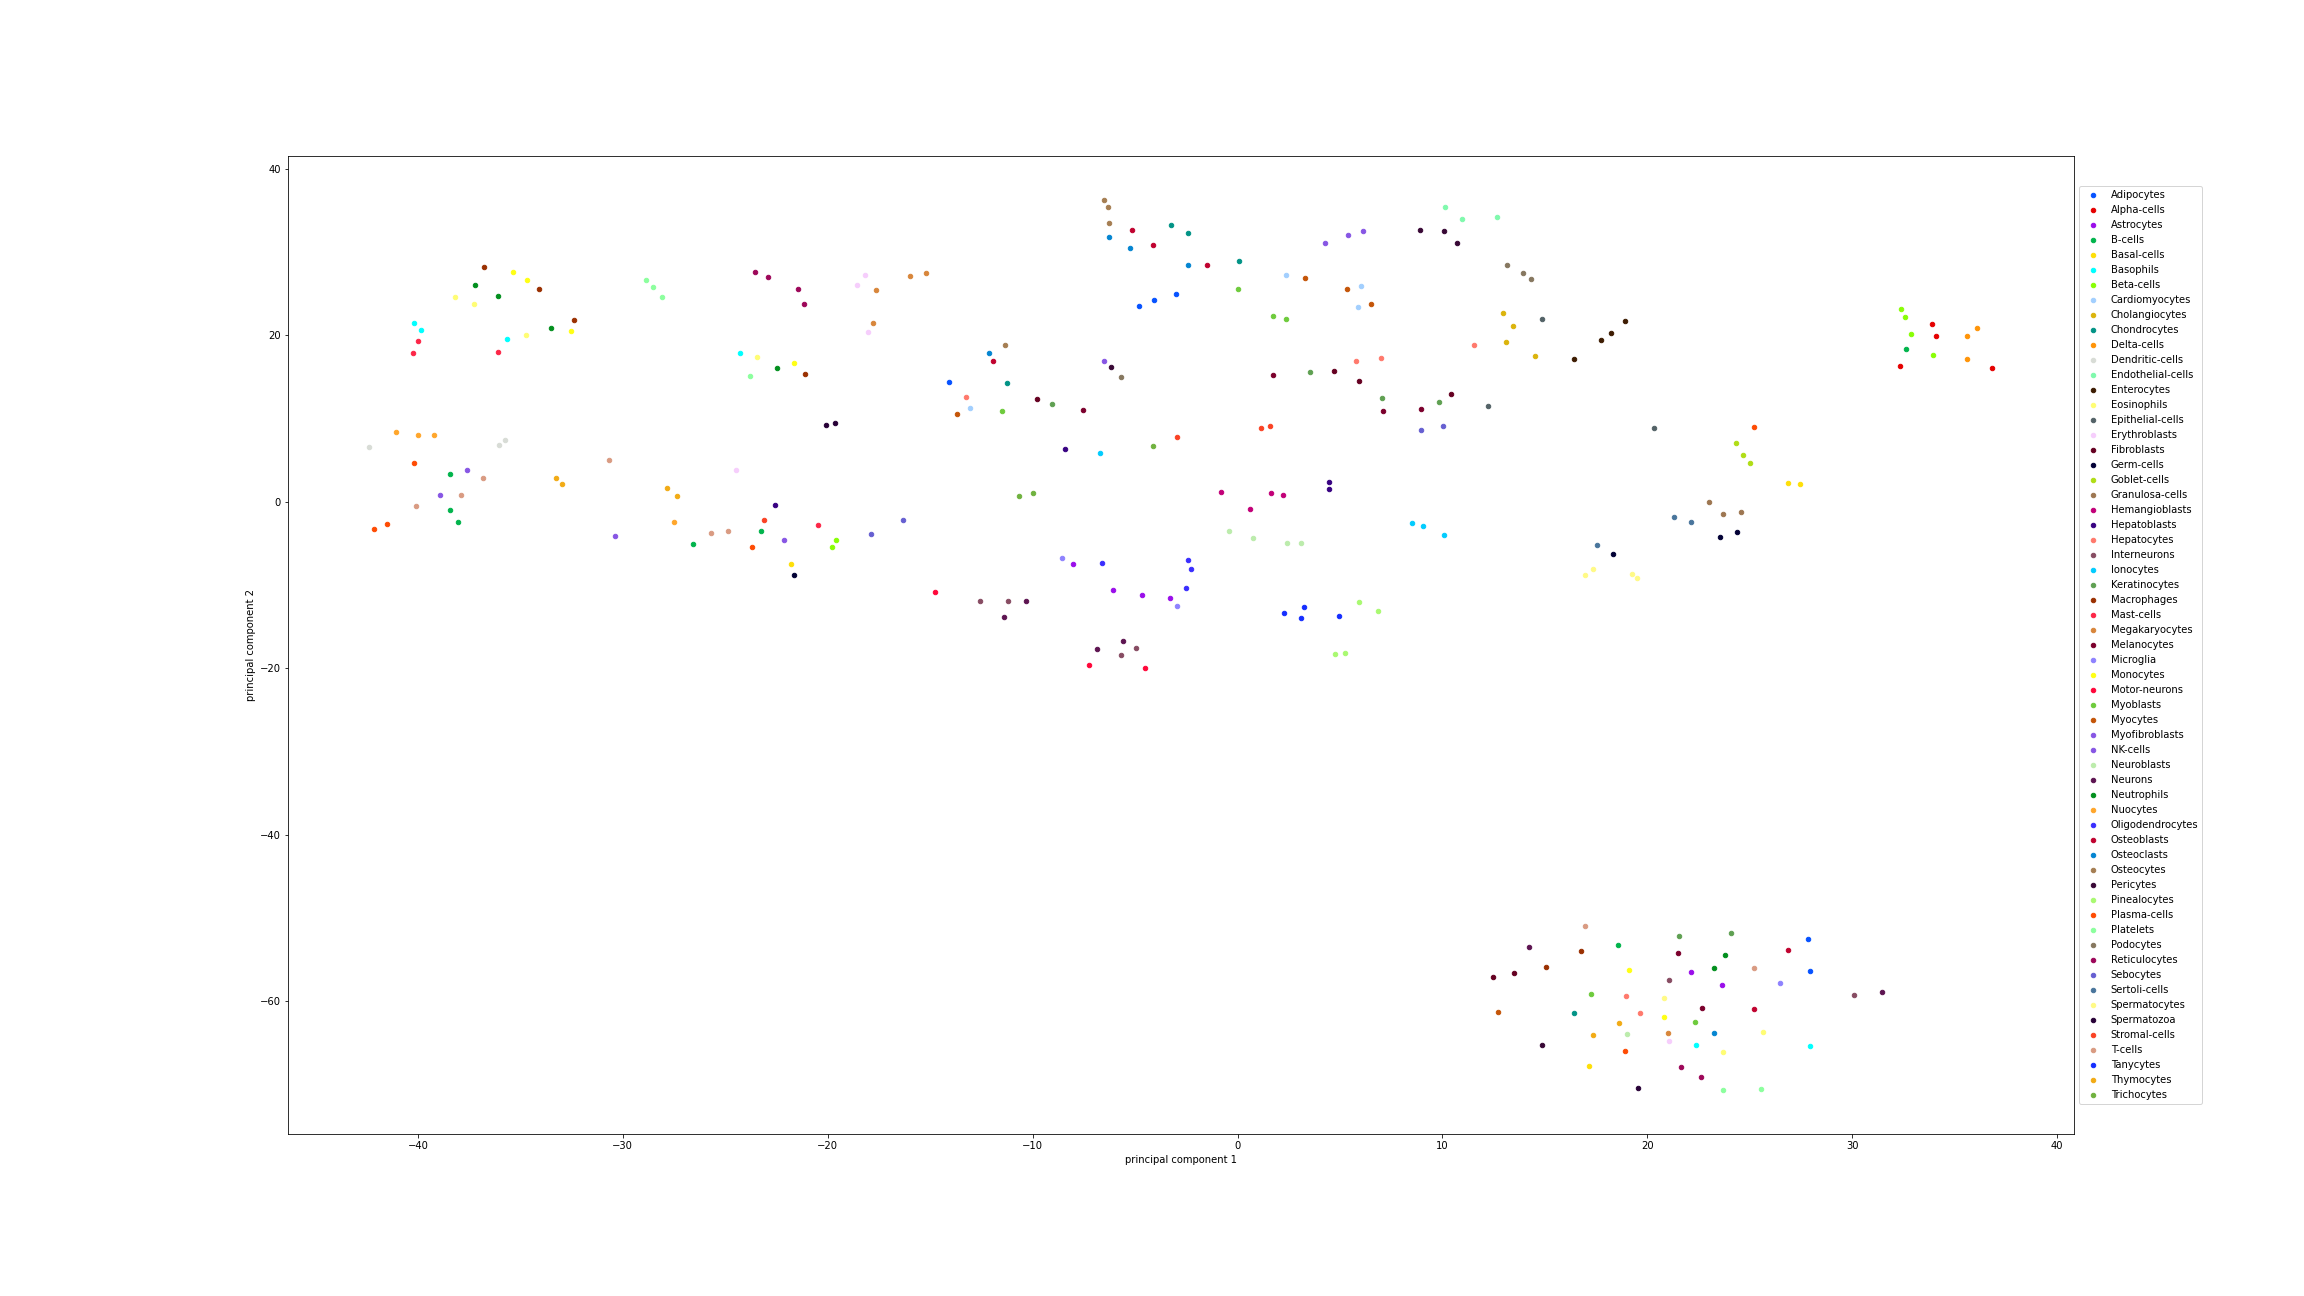 40
20
0
−20
−40
−60
principal component 2
−40
−30
−20
−10
0
10
20
30
40
principal component 1
Adipocytes
Alpha-cells
Astrocytes
B-cells
Basal-cells
Basophils
Beta-cells
Cardiomyocytes
Cholangiocytes
Chondrocytes
Delta-cells
Dendritic-cells
Endothelial-cells
Enterocytes
Eosinophils
Epithelial-cells
Erythroblasts
Fibroblasts
Germ-cells
Goblet-cells
Granulosa-cells
Hemangioblasts
Hepatoblasts
Hepatocytes
Interneurons
Ionocytes
Keratinocytes
Macrophages
Mast-cells
Megakaryocytes
Melanocytes
Microglia
Monocytes
Motor-neurons
Myoblasts
Myocytes
Myofibroblasts
NK-cells
Neuroblasts
Neurons
Neutrophils
Nuocytes
Oligodendrocytes
Osteoblasts
Osteoclasts
Osteocytes
Pericytes
Pinealocytes
Plasma-cells
Platelets
Podocytes
Reticulocytes
Sebocytes
Sertoli-cells
Spermatocytes
Spermatozoa
Stromal-cells
T-cells
Tanycytes
Thymocytes
Trichocytes